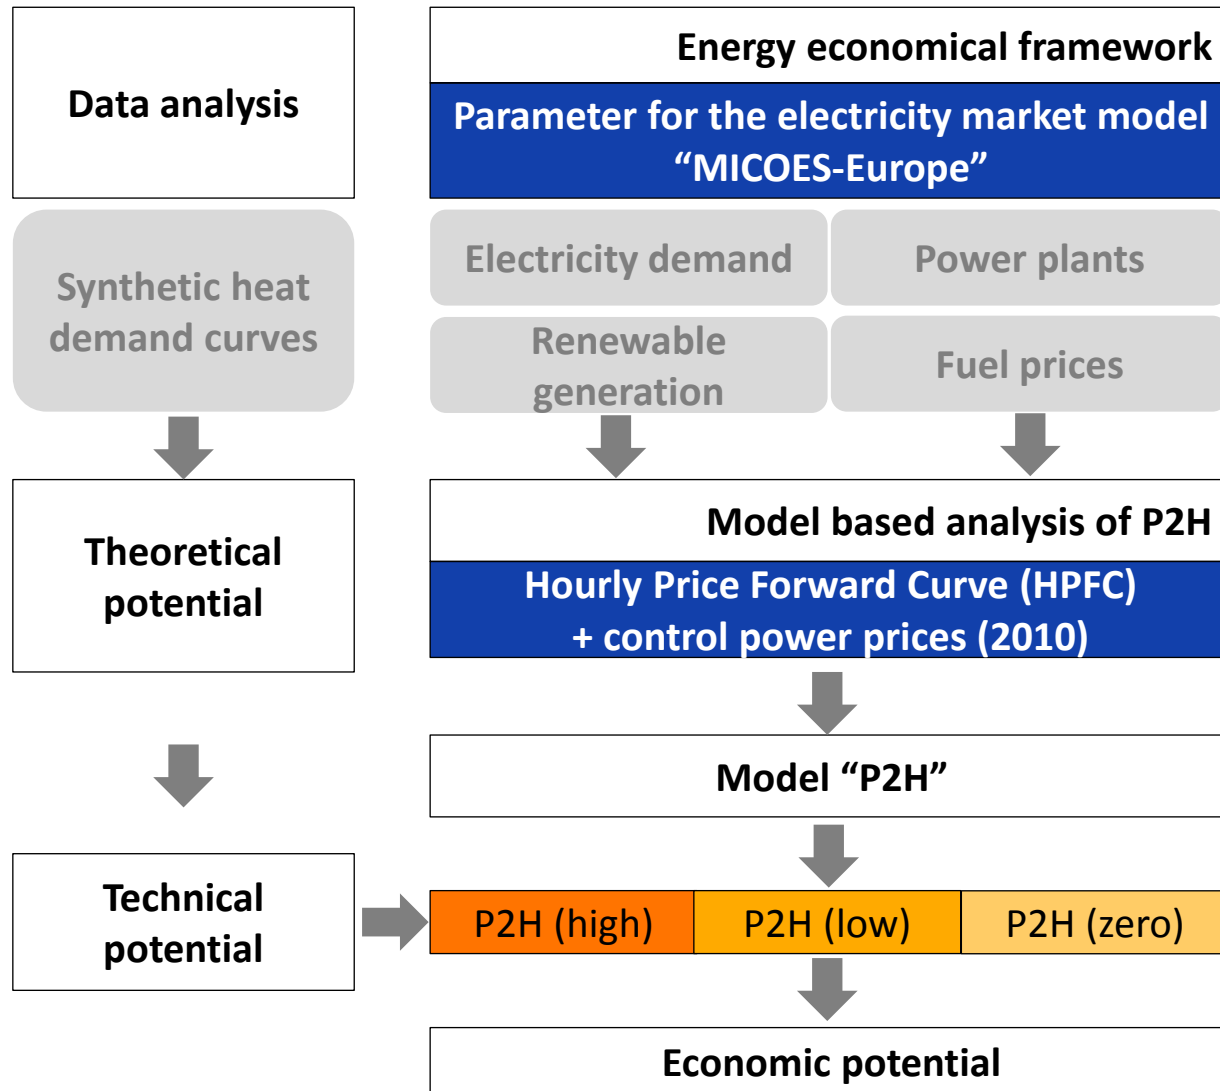 Data analysis
Energy economical framework
Parameter for the electricity market model
“MICOES-Europe”
Synthetic heat
demand curves
Electricity demand
Power plants
Renewable
generation
Fuel prices
Theoretical
potential
Model based analysis of P2H
Hourly Price Forward Curve (HPFC)
+ control power prices (2010)
Model “P2H”
Technical
potential
P2H (high)
P2H (low)
P2H (zero)
Economic potential